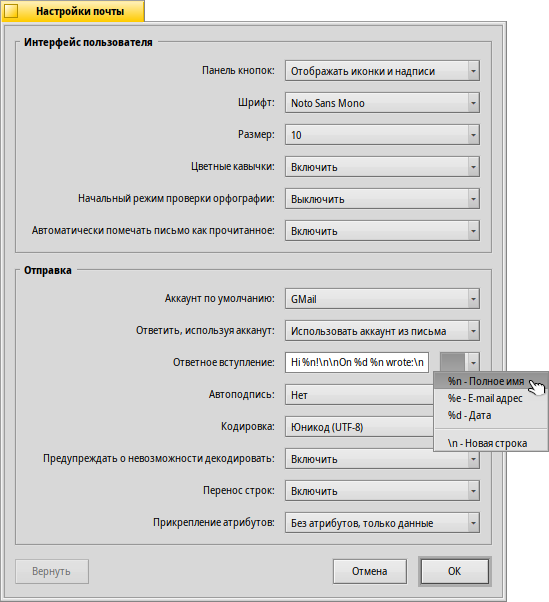 Настройки почты
Интерфейс пользователя
Панель кнопок: Отображать иконки и надписи
Шрифт: Noto Sans Mono
Размер: 10
Цветные кавычки: Включить
Начальный режим проверки орфографии: Выключить
Автоматически помечать письмо как прочитанное: Включить
Отправка
Аккаунт по умолчанию: GMail
Ответить, используя акканут: Использовать аккаунт из письма
Ответное вступление: Hi %n!\n\nOn %d %n wrote:\n
%n - Полное имя
%e - E-mail адрес
%d - Дата
\n - Новая строка
Автоподпись: Нет
Кодировка: Юникод (UTF-8)
Предупреждать о невозможности декодировать: Включить
Перенос строк: Включить
Прикрепление атрибутов: Без атрибутов, только данные
Вернуть Отмена ОК